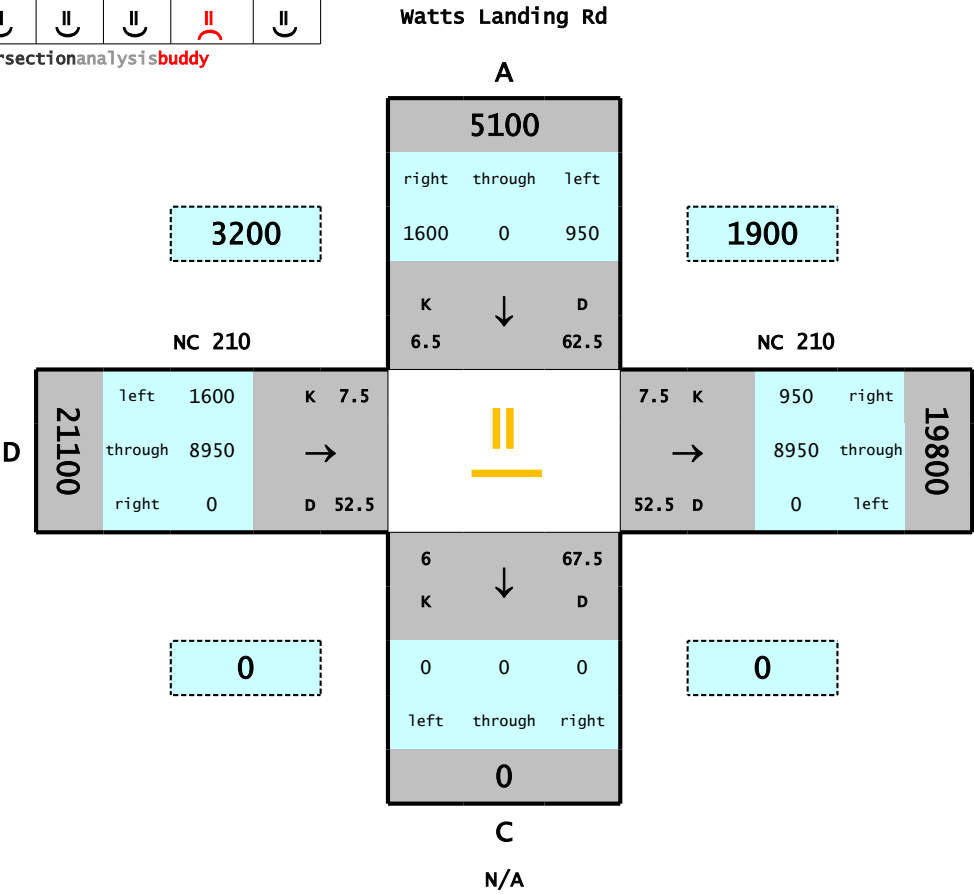 Watts Landing Rd
rsectionanalysisbuddy
A
5100
right through left
3200
1600 0 950
1900
K D
6.5 62.5
NC 210
NC 210
D
21100
left 1600 K 7.5
through 8950
right 0 D 52.5
7.5 K 950 right
8950 through
52.5 D 0 left
19800
6 67.5
K D
0
0 0 0
0
left through right
0
C
N/A